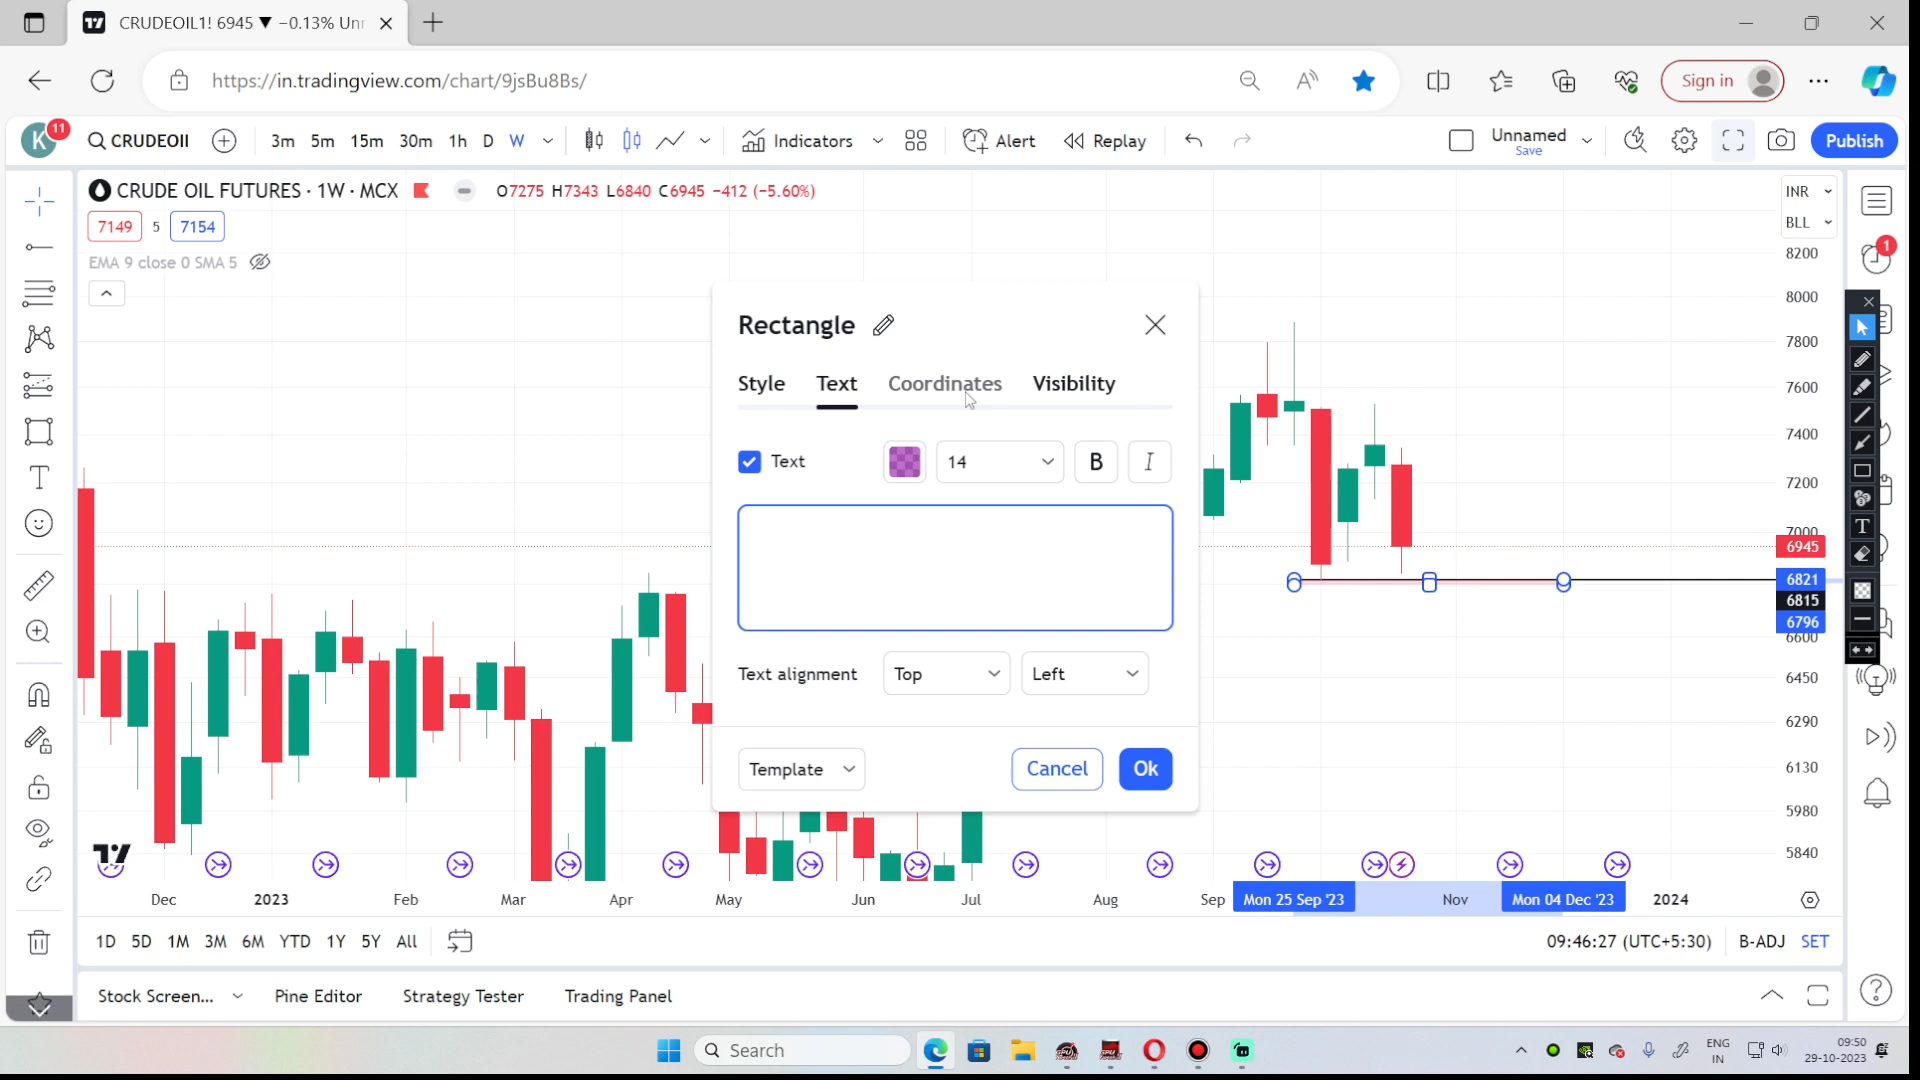 CRUDEOIL1! 6945 ▼ −0.13% Unr
https://in.tradingview.com/chart/9jsBu8Bs/
Sign in
K
11
CRUDEOII
3m 5m 15m 30m 1h D W
Indicators
Alert
Replay
Unnamed
Save
Publish
CRUDE OIL FUTURES · 1W · MCX
O7275 H7343 L6840 C6945 −412 (−5.60%)
7149 5 7154
EMA 9 close 0 SMA 5
INR
BLL
1
8200
8000
7800
7600
7400
7200
7000
6945
6821
6815
6796
6600
6450
6290
6130
5980
5840
Rectangle
Style Text Coordinates Visibility
Text
14
B
I
Text alignment
Top
Left
Template
Cancel
Ok
Dec 2023 Feb Mar Apr May Jun Jul Aug Sep Mon 25 Sep '23 Nov Mon 04 Dec '23 2024
1D 5D 1M 3M 6M YTD 1Y 5Y All
09:46:27 (UTC+5:30)
B-ADJ
SET
Stock Screen...
Pine Editor
Strategy Tester
Trading Panel
Search
ENG
IN
09:50
29-10-2023